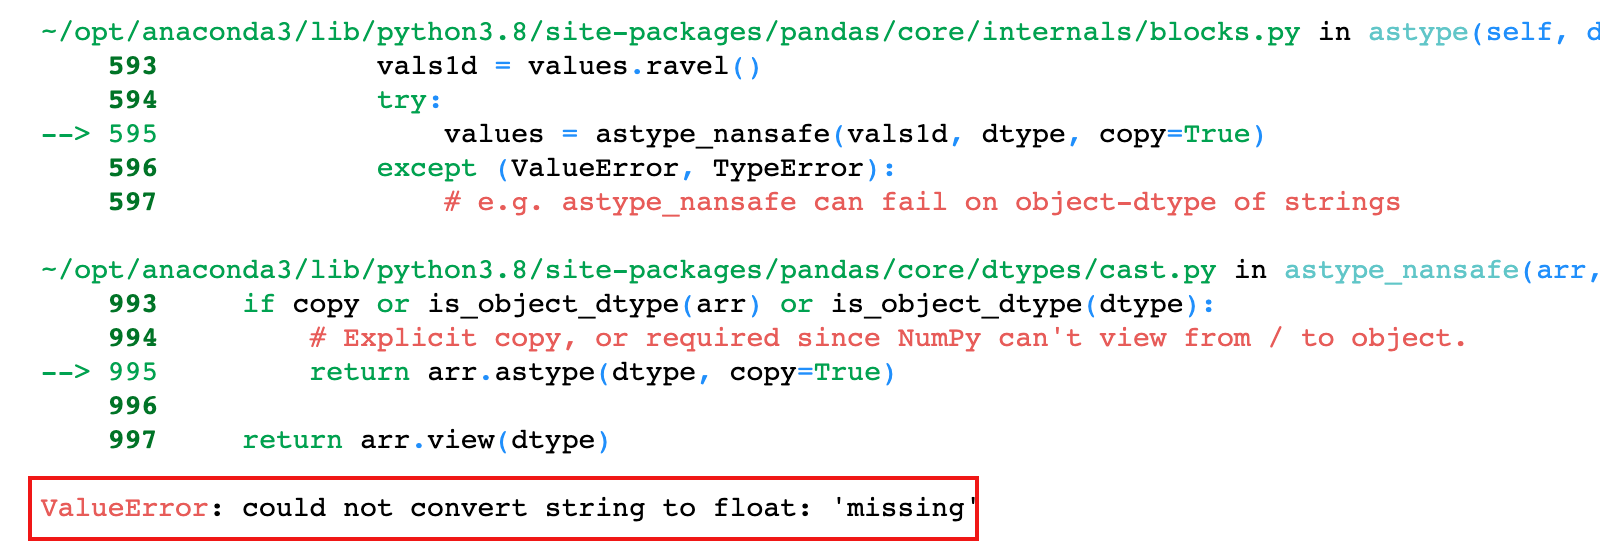 ~/opt/anaconda3/lib/python3.8/site-packages/pandas/core/internals/blocks.py in astype(self, d
593 vals1d = values.ravel()
594 try:
--> 595 values = astype_nansafe(vals1d, dtype, copy=True)
596 except (ValueError, TypeError):
597 # e.g. astype_nansafe can fail on object-dtype of strings
~/opt/anaconda3/lib/python3.8/site-packages/pandas/core/dtypes/cast.py in astype_nansafe(arr,
993 if copy or is_object_dtype(arr) or is_object_dtype(dtype):
994 # Explicit copy, or required since NumPy can't view from / to object.
--> 995 return arr.astype(dtype, copy=True)
996
997 return arr.view(dtype)
ValueError: could not convert string to float: 'missing'